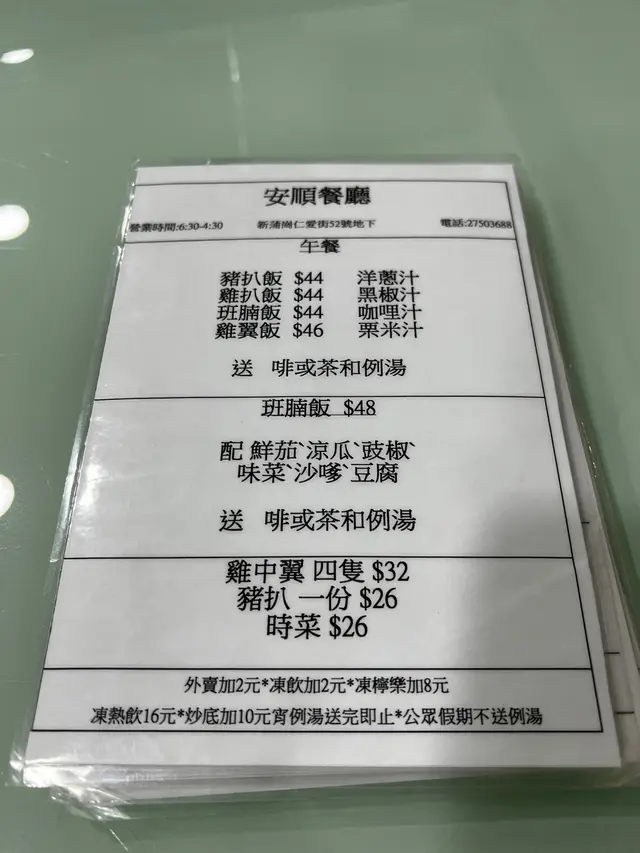 安順餐廳
營業時間:6:30-4:30 新蒲崗仁愛街52號地下 電話:27503688
午餐
豬扒飯 $44 洋蔥汁
雞扒飯 $44 黑椒汁
班腩飯 $44 咖哩汁
雞翼飯 $46 栗米汁
送 啡或茶和例湯
班腩飯 $48
配 鮮茄`涼瓜`豉椒`
味菜`沙嗲`豆腐
送 啡或茶和例湯
雞中翼 四隻 $32
豬扒 一份 $26
時菜 $26
外賣加2元*凍飲加2元*凍檸樂加8元
凍熱飲16元*炒底加10元宵例湯送完即止*公眾假期不送例湯